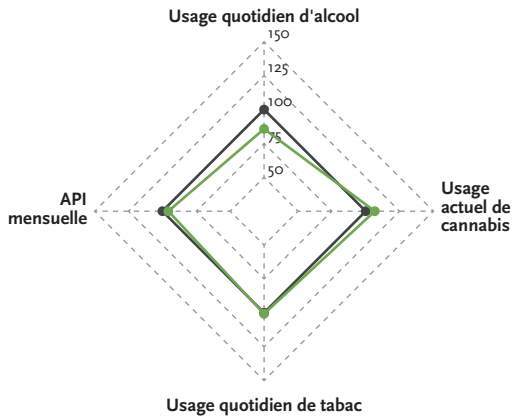 Usage quotidien d'alcool
150
125
100
75
50
API
mensuelle
Usage
actuel de
cannabis
Usage quotidien de tabac